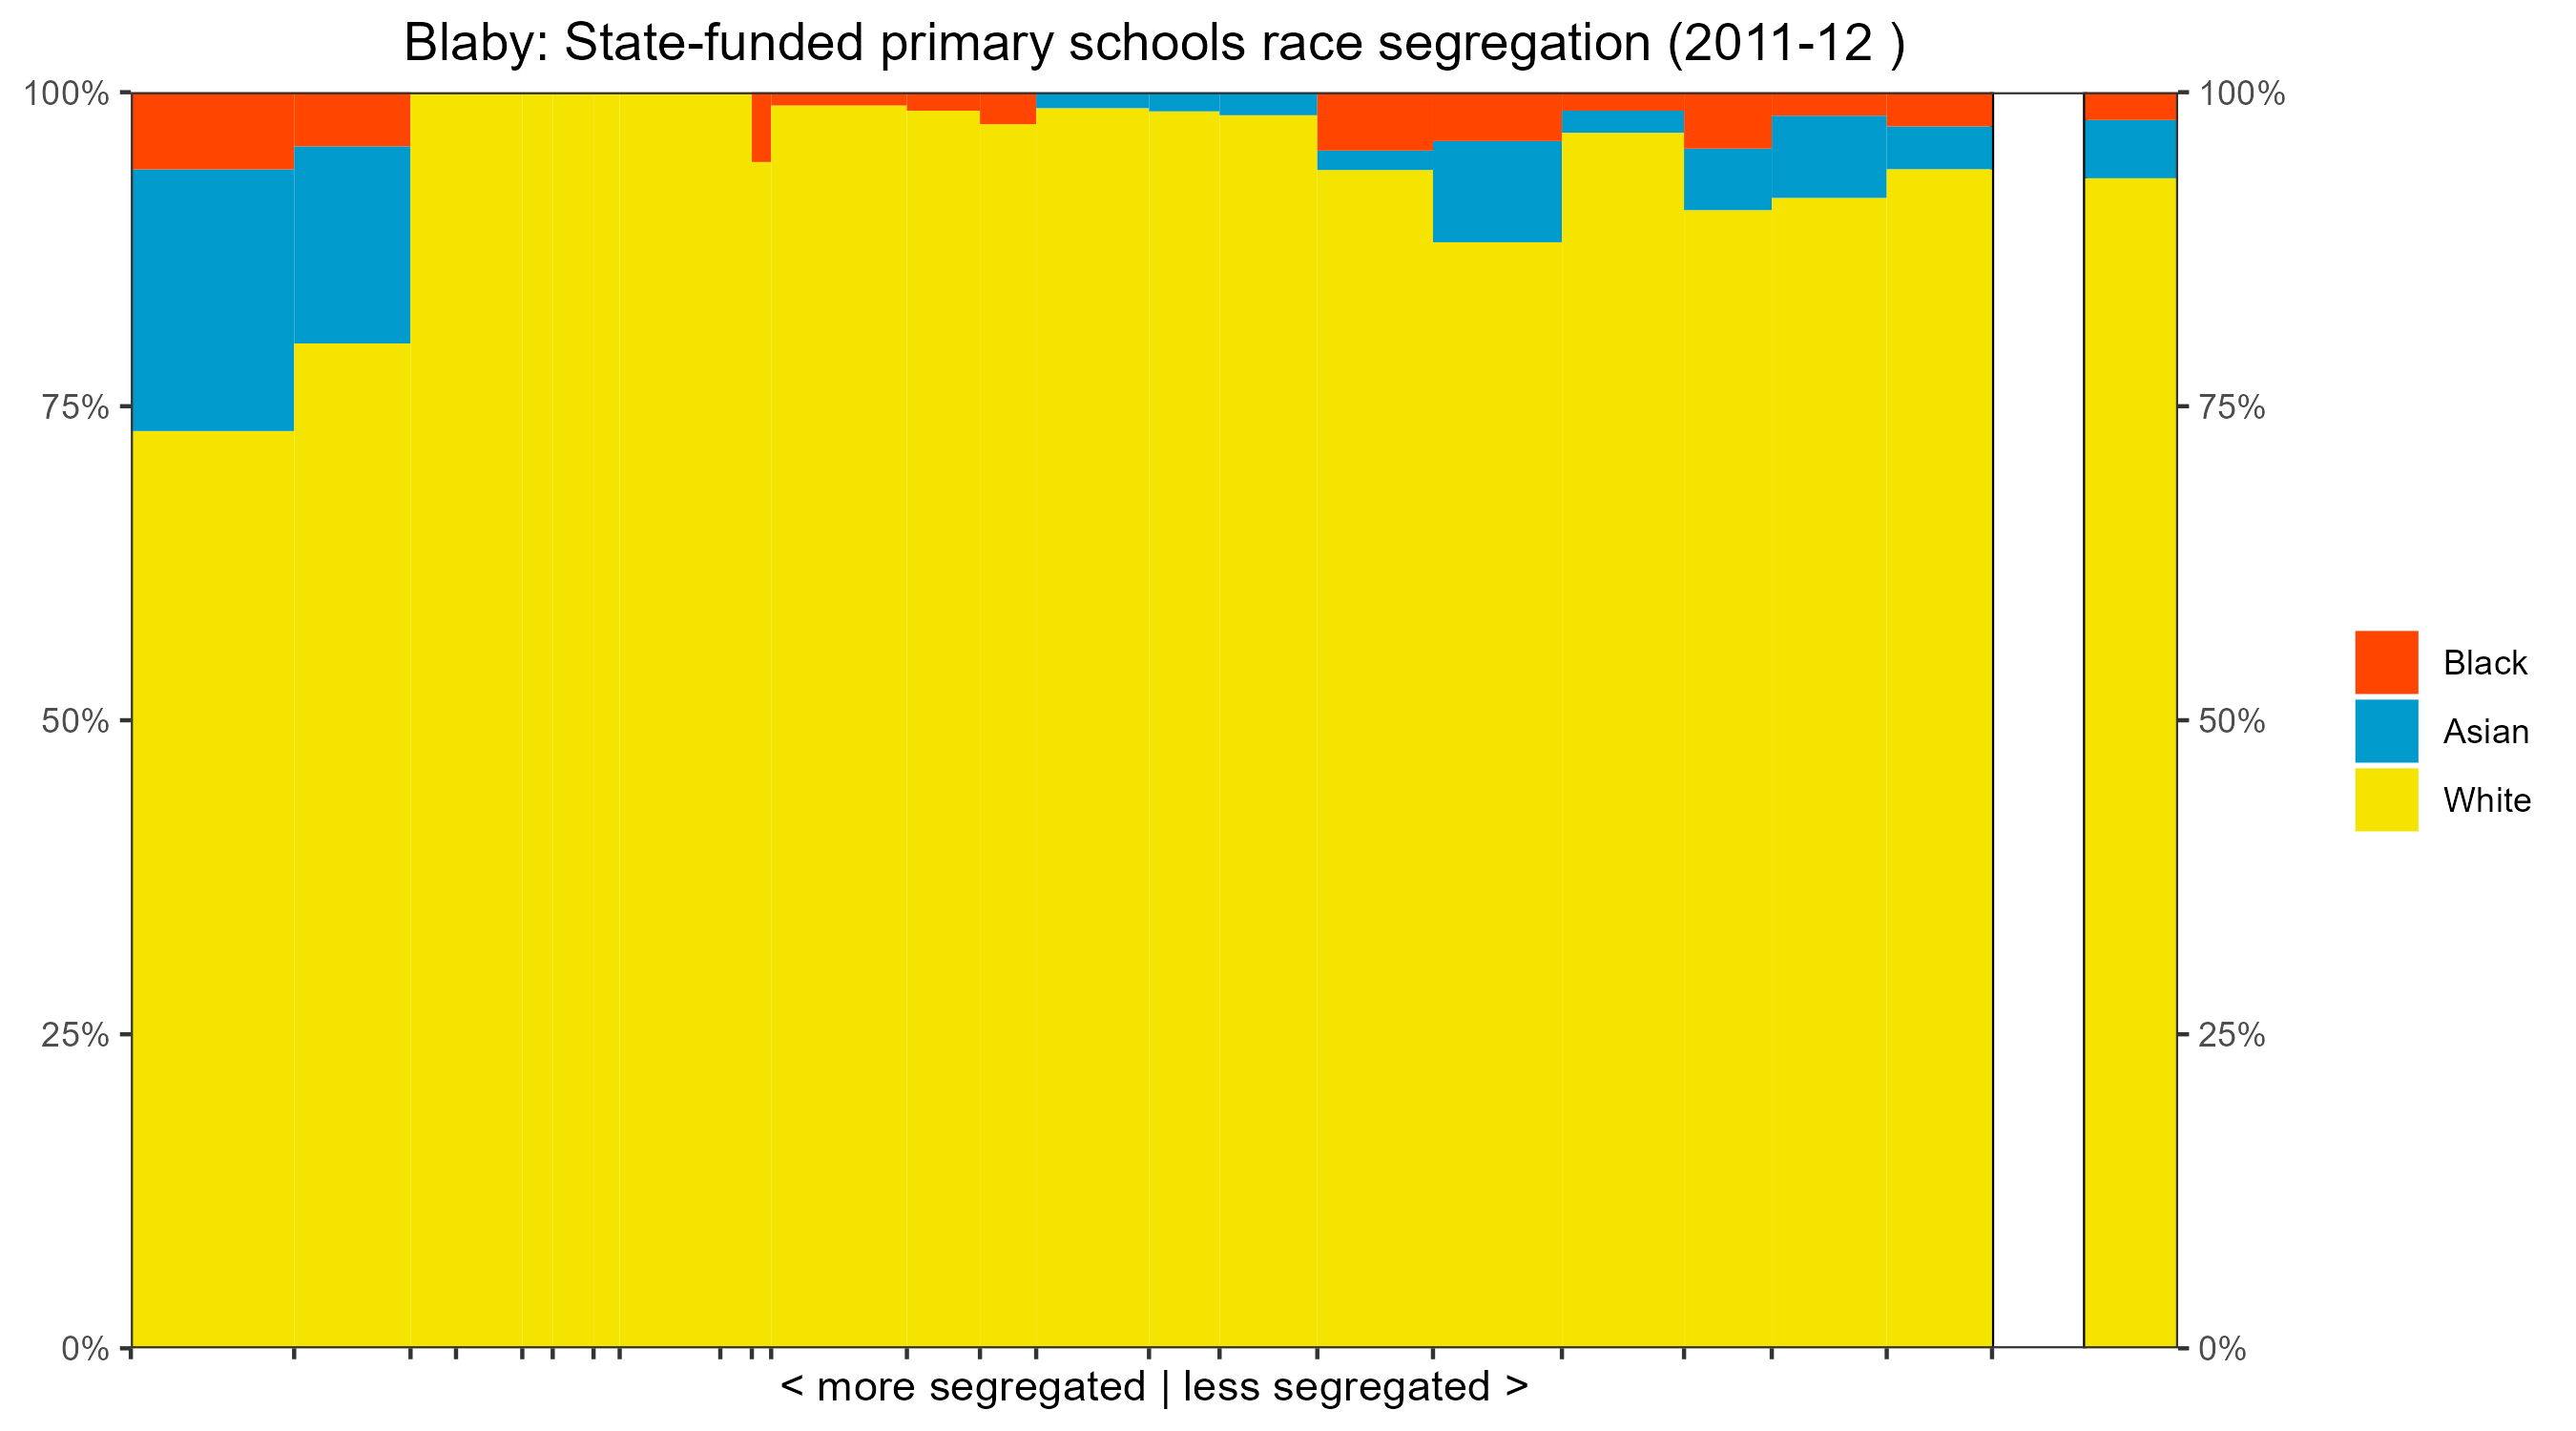 Blaby: State-funded primary schools race segregation (2011-12 )
100%
75%
50%
25%
0%
100%
75%
50%
25%
0%
Black
Asian
White
< more segregated | less segregated >